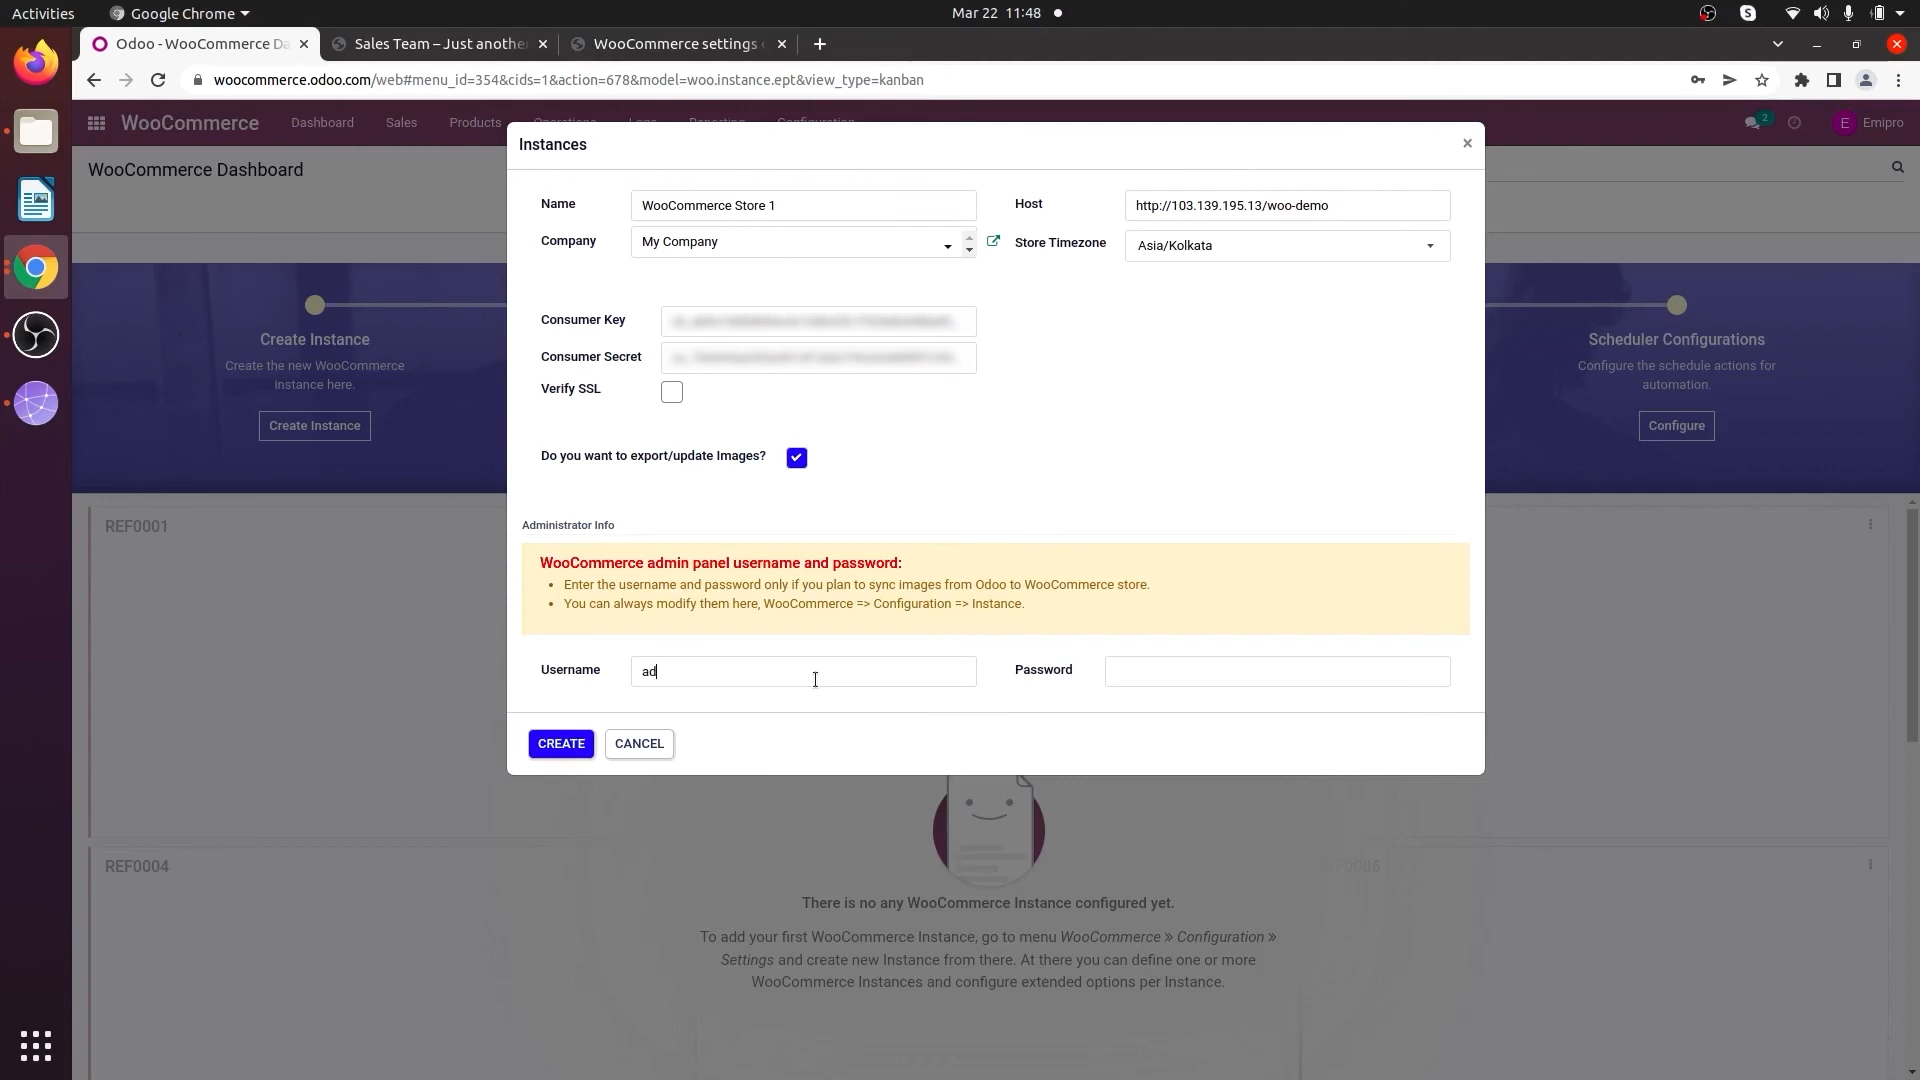 Activities
Google Chrome
Mar 22 11:48
Odoo - WooCommerce Da
Sales Team – Just anothe
WooCommerce settings
woocommerce.odoo.com/web#menu_id=354&cids=1&action=678&model=woo.instance.ept&view_type=kanban
WooCommerce
Dashboard
Sales
Products
Operations
Logs
Reporting
Configuration
2
E
Emipro
WooCommerce Dashboard
Instances
×
Name
WooCommerce Store 1
Host
http://103.139.195.13/woo-demo
Company
My Company
Store Timezone
Asia/Kolkata
Consumer Key
Consumer Secret
Verify SSL
Do you want to export/update Images?
Administrator Info
WooCommerce admin panel username and password:
• Enter the username and password only if you plan to sync images from Odoo to WooCommerce store.
• You can always modify them here, WooCommerce => Configuration => Instance.
Username
ad
Password
CREATE
CANCEL
Create Instance
Create the new WooCommerce
instance here.
Create Instance
Scheduler Configurations
Configure the schedule actions for
automation.
Configure
REF0001
REF0004
There is no any WooCommerce Instance configured yet.
To add your first WooCommerce Instance, go to menu WooCommerce » Configuration »
Settings and create new Instance from there. At there you can define one or more
WooCommerce Instances and configure extended options per Instance.